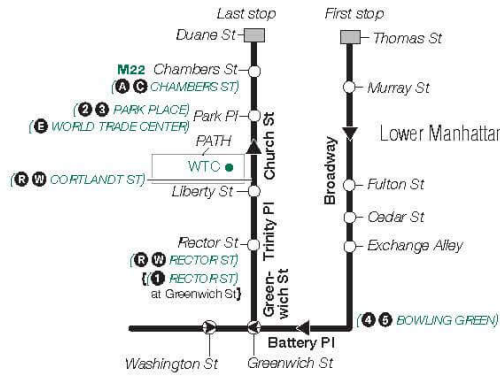 Last stop
First stop
Duane St
Thomas St
M22 Chambers St
(A C CHAMBERS ST)
Murray St
(2 3 PARK PLACE)
Park Pl
(E WORLD TRADE CENTER)
Church St
PATH
Lower Manhattan
WTC
Broadway
(R W CORTLANDT ST)
Liberty St
Fulton St
Trinity Pl
Cedar St
Rector St
Exchange Alley
(R W RECTOR ST)
{(1 RECTOR ST)
at Greenwich St}
Green-
wich St
(4 5 BOWLING GREEN)
Battery Pl
Washington St
Greenwich St